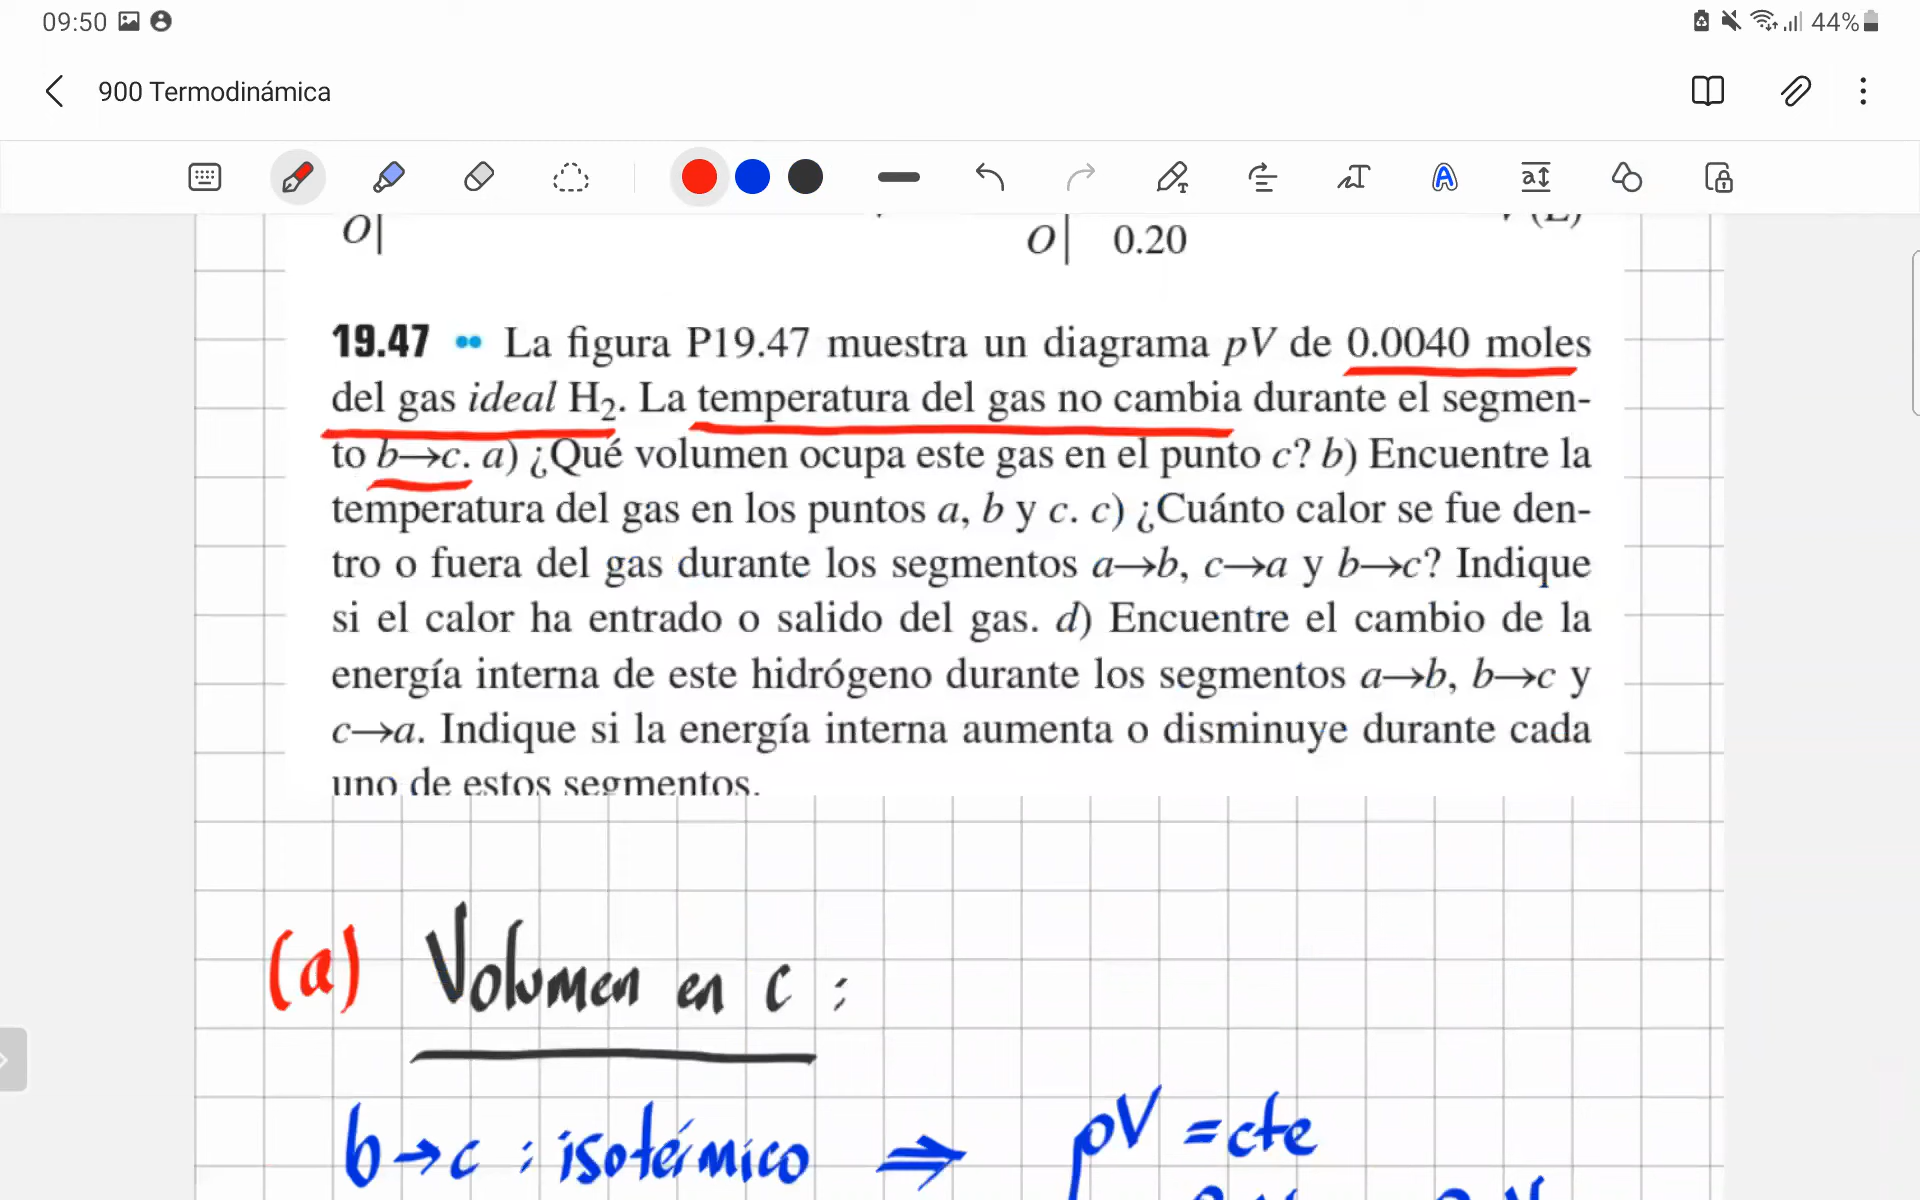 09:50
44%
900 Termodinámica
O
O 0.20
V (L)
19.47 •• La figura P19.47 muestra un diagrama pV de 0.0040 moles
del gas ideal H₂. La temperatura del gas no cambia durante el segmen-
to b→c. a) ¿Qué volumen ocupa este gas en el punto c? b) Encuentre la
temperatura del gas en los puntos a, b y c. c) ¿Cuánto calor se fue den-
tro o fuera del gas durante los segmentos a→b, c→a y b→c? Indique
si el calor ha entrado o salido del gas. d) Encuentre el cambio de la
energía interna de este hidrógeno durante los segmentos a→b, b→c y
c→a. Indique si la energía interna aumenta o disminuye durante cada
uno de estos segmentos.
(a) Volumen en c :
b→c : isotérmico ⇒ pV = cte